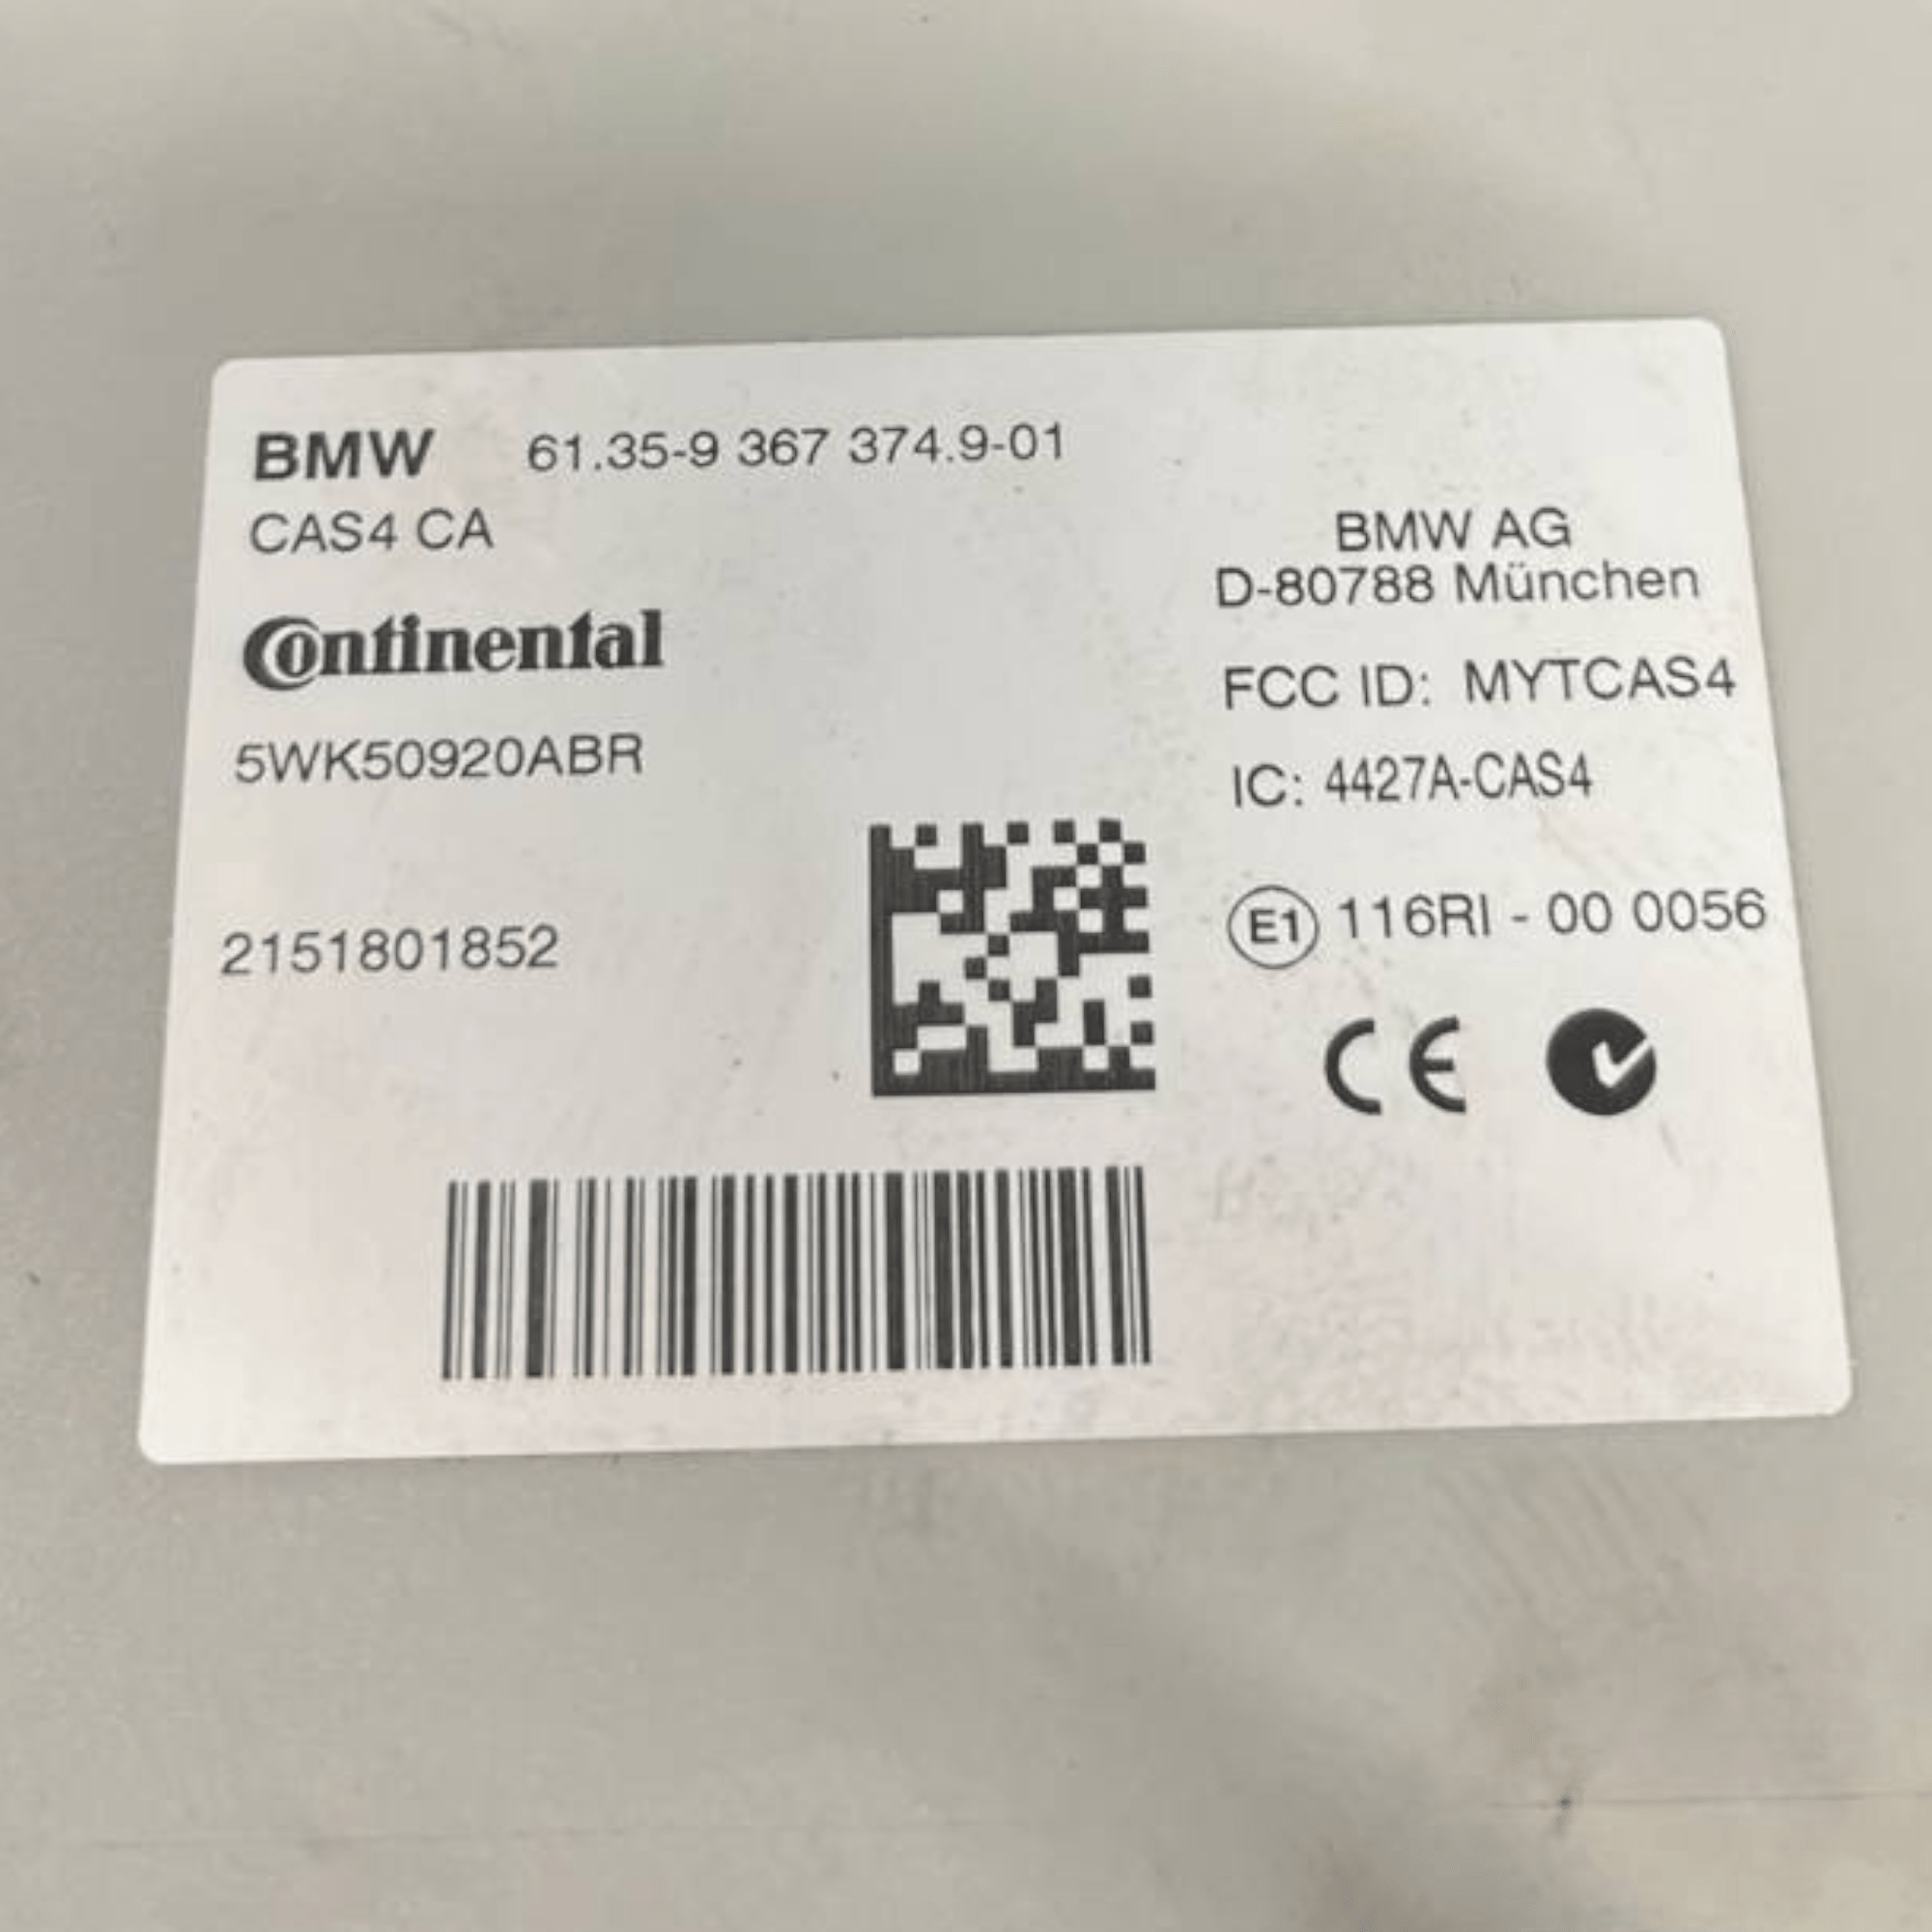 BMW 61.35-9 367 374.9-01
CAS4 CA
Continental
5WK50920ABR
2151801852
BMW AG
D-80788 München
FCC ID: MYTCAS4
IC: 4427A-CAS4
E1 116RI - 00 0056
CE